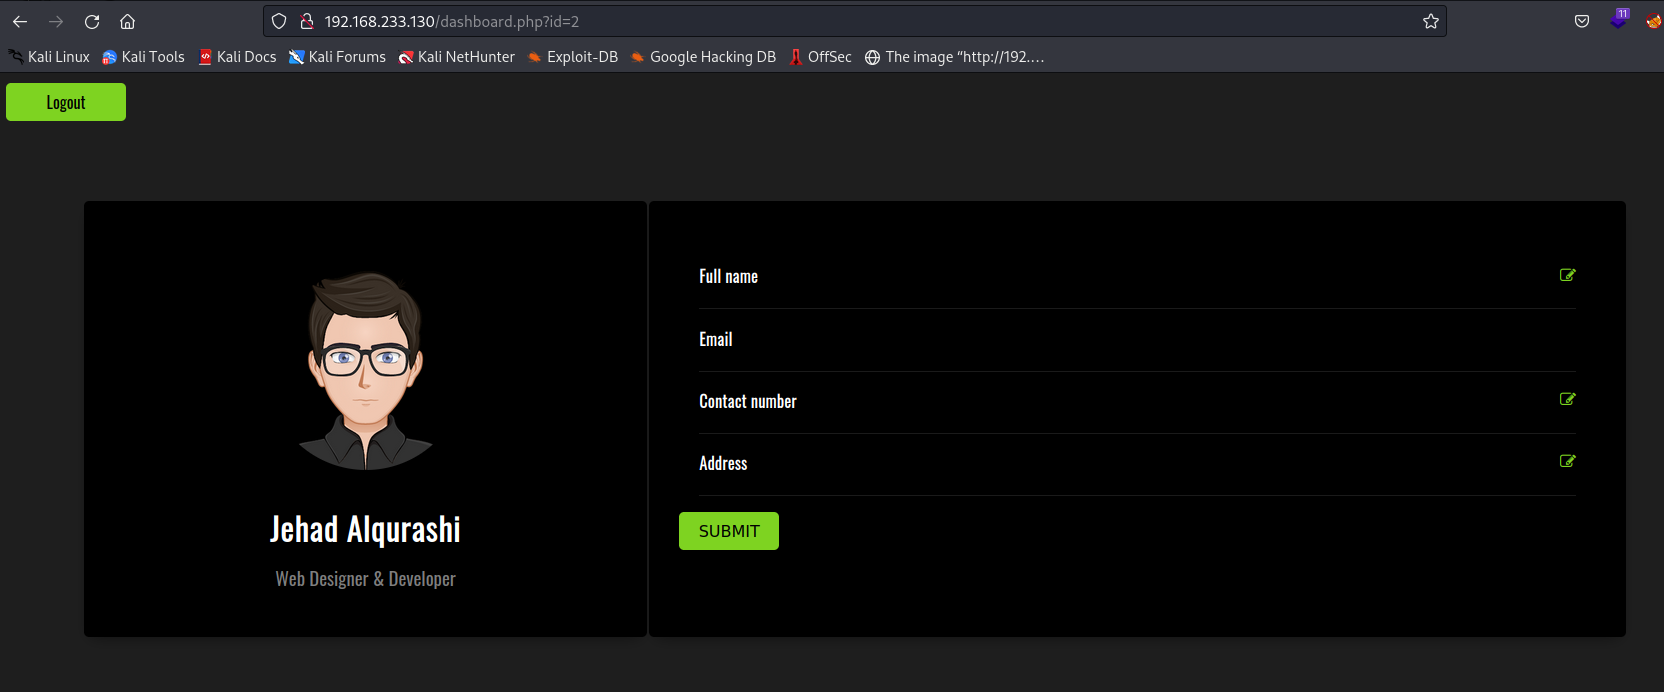 192.168.233.130/dashboard.php?id=2
11
Kali Linux Kali Tools Kali Docs Kali Forums Kali NetHunter Exploit-DB Google Hacking DB OffSec The image “http://192.…
Logout
Full name
Email
Contact number
Address
SUBMIT
Jehad Alqurashi
Web Designer & Developer